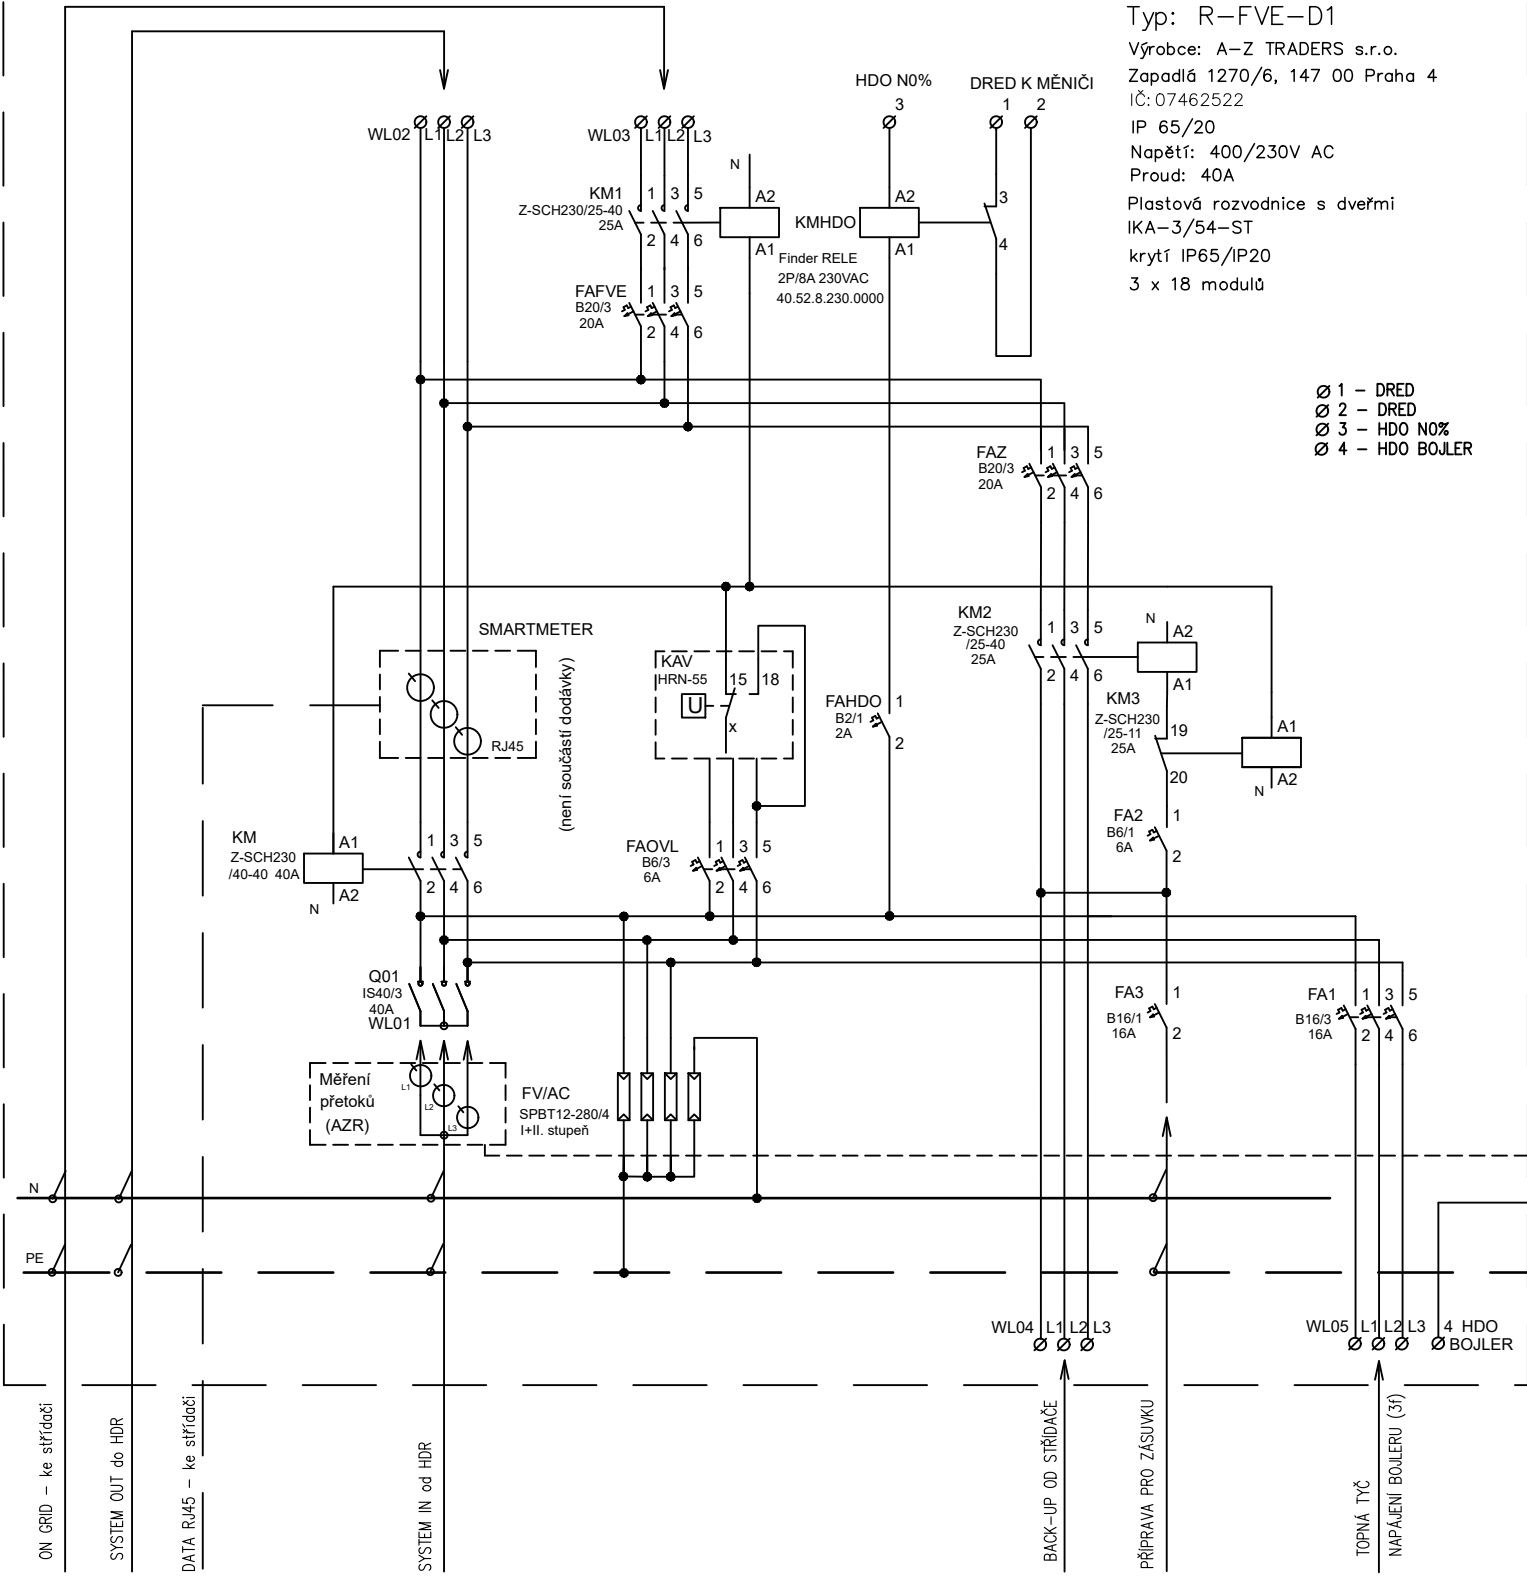 Typ: R-FVE-D1
Výrobce: A-Z TRADERS s.r.o.
Zapadlá 1270/6, 147 00 Praha 4
IČ: 07462522
IP 65/20
Napětí: 400/230V AC
Proud: 40A
Plastová rozvodnice s dveřmi
IKA-3/54-ST
krytí IP65/IP20
3 x 18 modulů
HDO N0%
3
DRED K MĚNIČI
1 2
WL02 L1 L2 L3
WL03 L1 L2 L3
N
KM1
Z-SCH230/25-40
25A
1 3 5
2 4 6
A2
A1
KMHDO
A2
A1
3
4
Finder RELE
2P/8A 230VAC
40.52.8.230.0000
FAFVE
B20/3
20A
1 3 5
2 4 6
1 - DRED
2 - DRED
3 - HDO N0%
4 - HDO BOJLER
FAZ
B20/3
20A
1 3 5
2 4 6
SMARTMETER
RJ45
(není součástí dodávky)
KAV
HRN-55
15 18
U
x
FAHDO
B2/1
2A
1
2
KM2
Z-SCH230
/25-40
25A
1 3 5
2 4 6
N
A2
A1
KM3
Z-SCH230
/25-11
25A
19
20
A1
A2
N
FA2
B6/1
6A
1
2
KM
Z-SCH230
/40-40 40A
A1
A2
N
1 3 5
2 4 6
FAOVL
B6/3
6A
1 3 5
2 4 6
Q01
IS40/3
40A
WL01
FA3
B16/1
16A
1
2
FA1
B16/3
16A
1 3 5
2 4 6
Měření
přetoků
(AZR)
L1
L2
L3
FV/AC
SPBT12-280/4
I+II. stupeň
N
PE
WL04 L1 L2 L3
WL05 L1 L2 L3
4 HDO
BOJLER
ON GRID - ke střídači
SYSTEM OUT do HDR
DATA RJ45 - ke střídači
SYSTEM IN od HDR
BACK-UP OD STŘÍDAČE
PŘÍPRAVA PRO ZÁSUVKU
TOPNÁ TYČ
NAPÁJENÍ BOJLERU (3f)